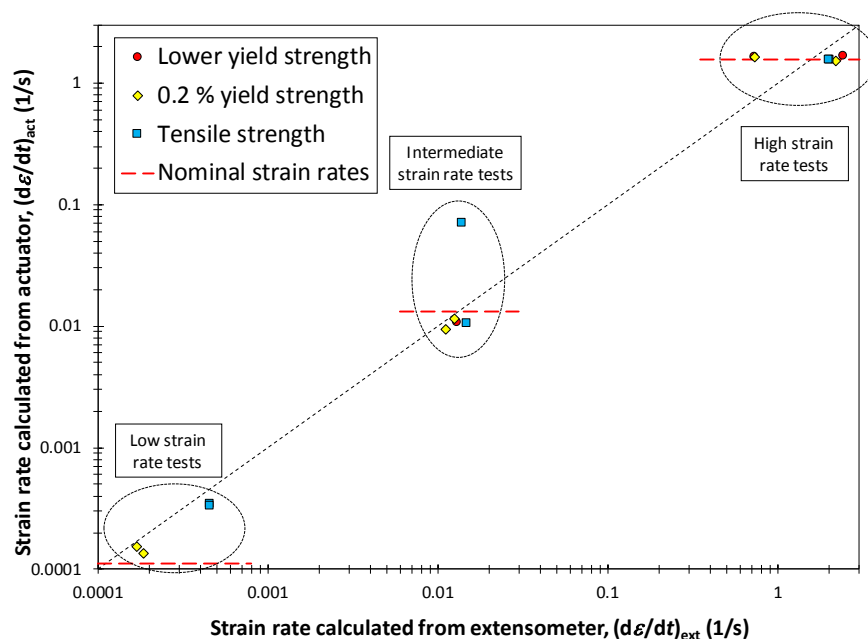 Lower yield strength
0.2 % yield strength
Tensile strength
Nominal strain rates
Intermediate
strain rate tests
High strain
rate tests
Low strain
rate tests
1
0.1
0.01
0.001
0.0001
0.0001
0.001
0.01
0.1
1
Strain rate calculated from actuator, (dε/dt)act (1/s)
Strain rate calculated from extensometer, (dε/dt)ext (1/s)